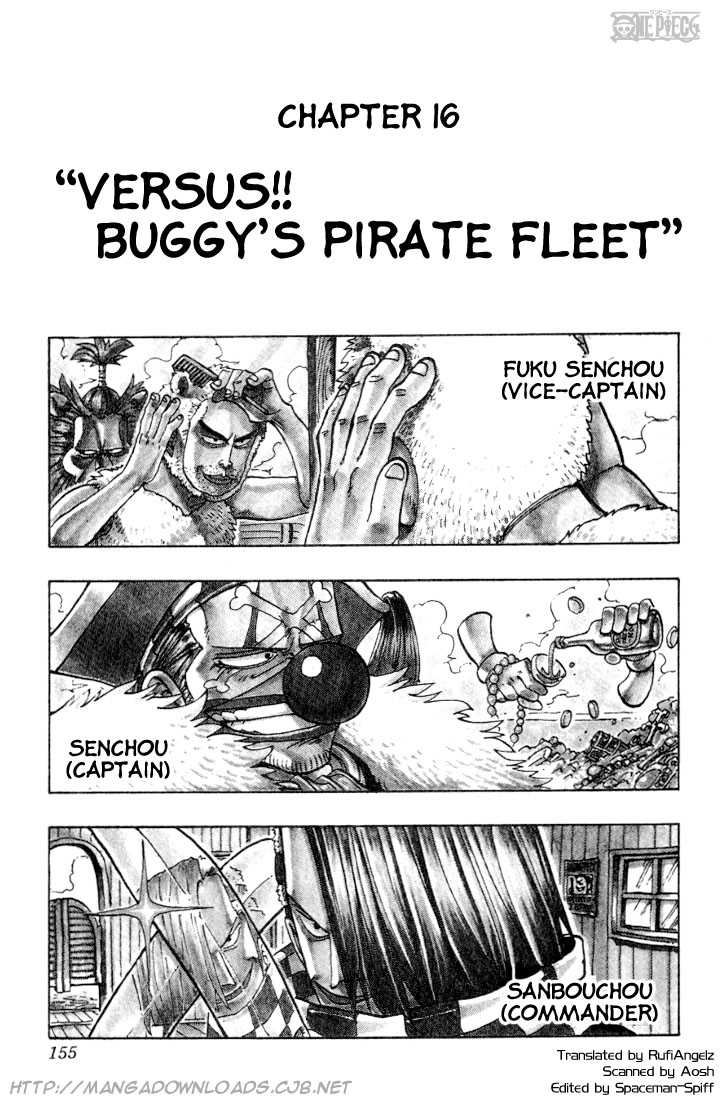 ONE PIECE
CHAPTER 16
"VERSUS!!
BUGGY'S PIRATE FLEET"
FUKU SENCHOU
(VICE-CAPTAIN)
SENCHOU
(CAPTAIN)
13
SANBOUCHOU
(COMMANDER)
155
Translated by RufiAngelz
Scanned by Aosh
Edited by Spaceman-Spiff
HTTP://MANGADOWNLOADS.CJB.NET